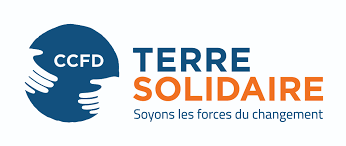 CCFD
TERRE
SOLIDAIRE
Soyons les forces du changement